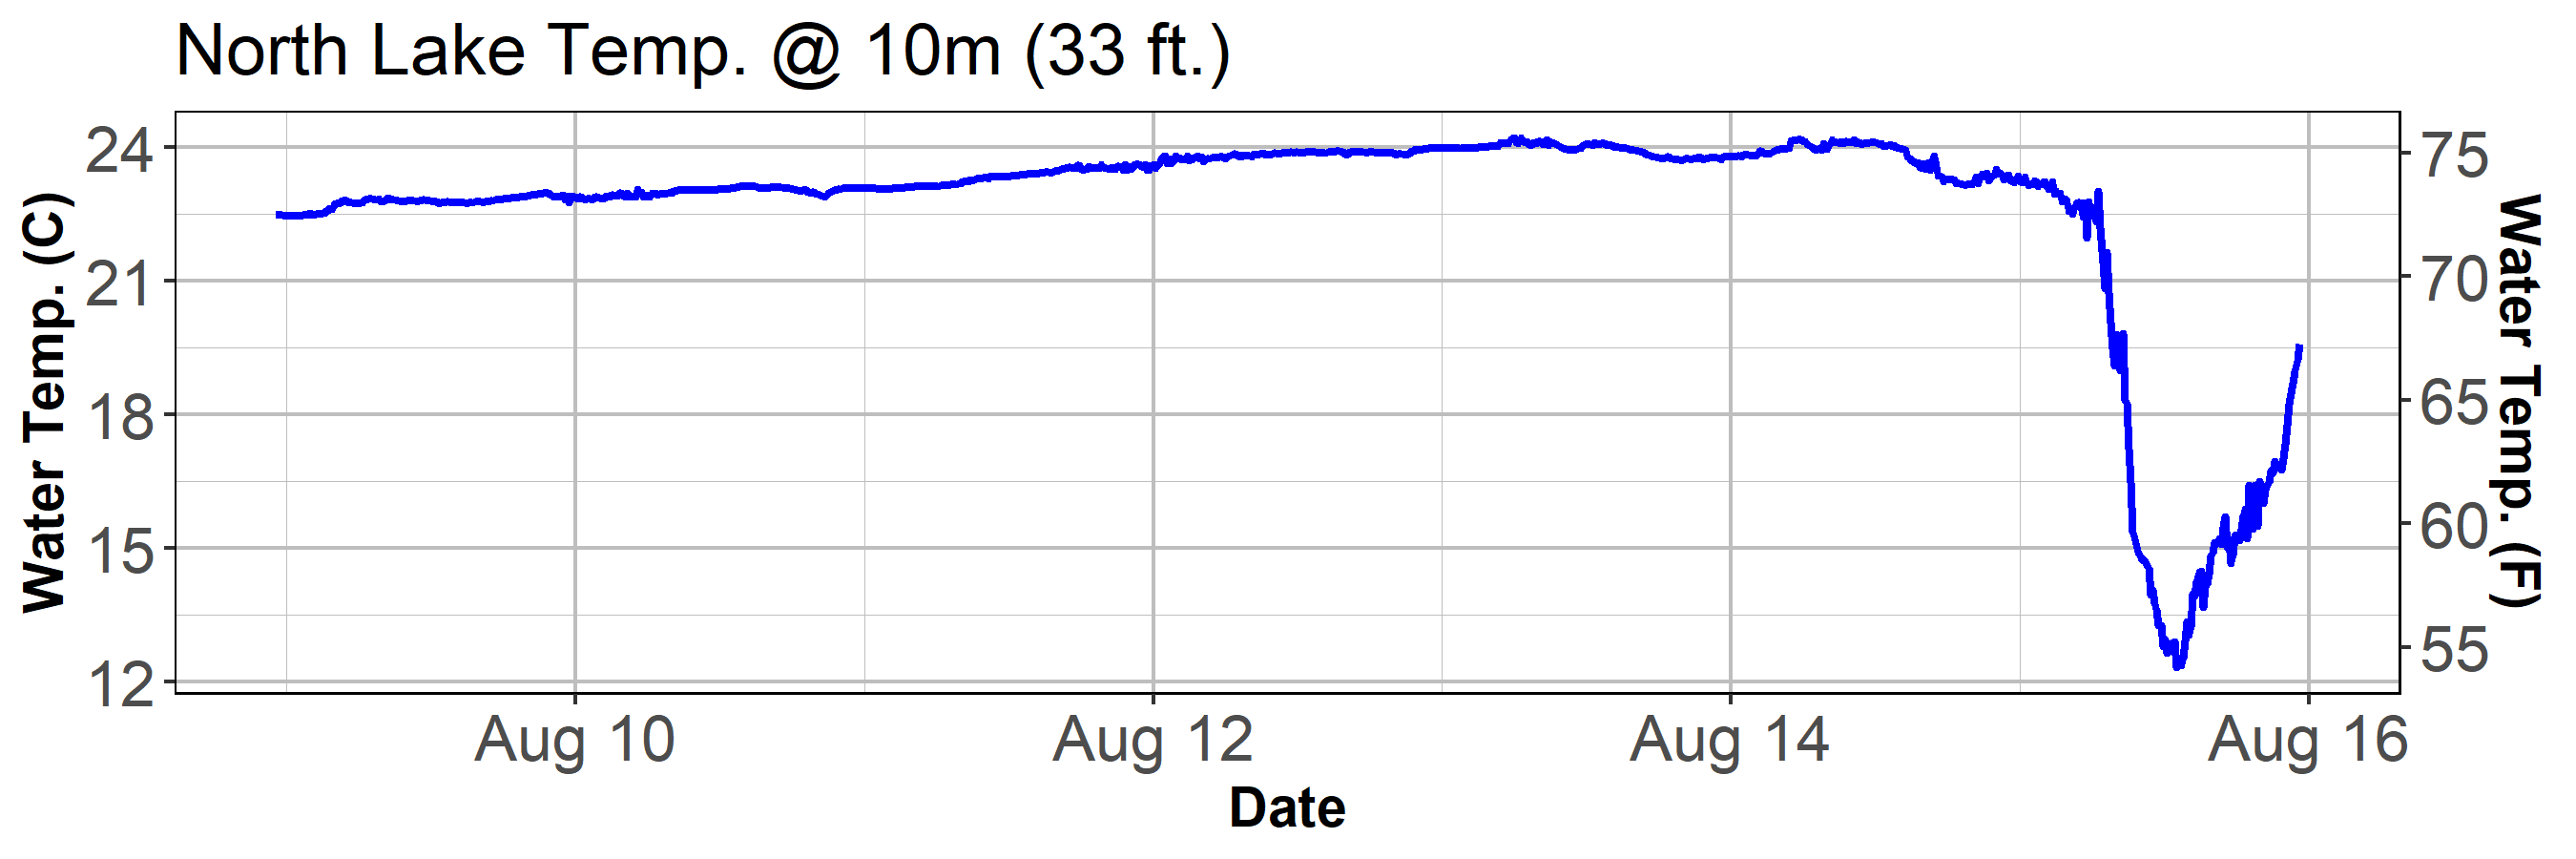 North Lake Temp. @ 10m (33 ft.)
Water Temp. (C)
24
21
18
15
12
75
70
65
60
55
Water Temp. (F)
Aug 10
Aug 12
Aug 14
Aug 16
Date